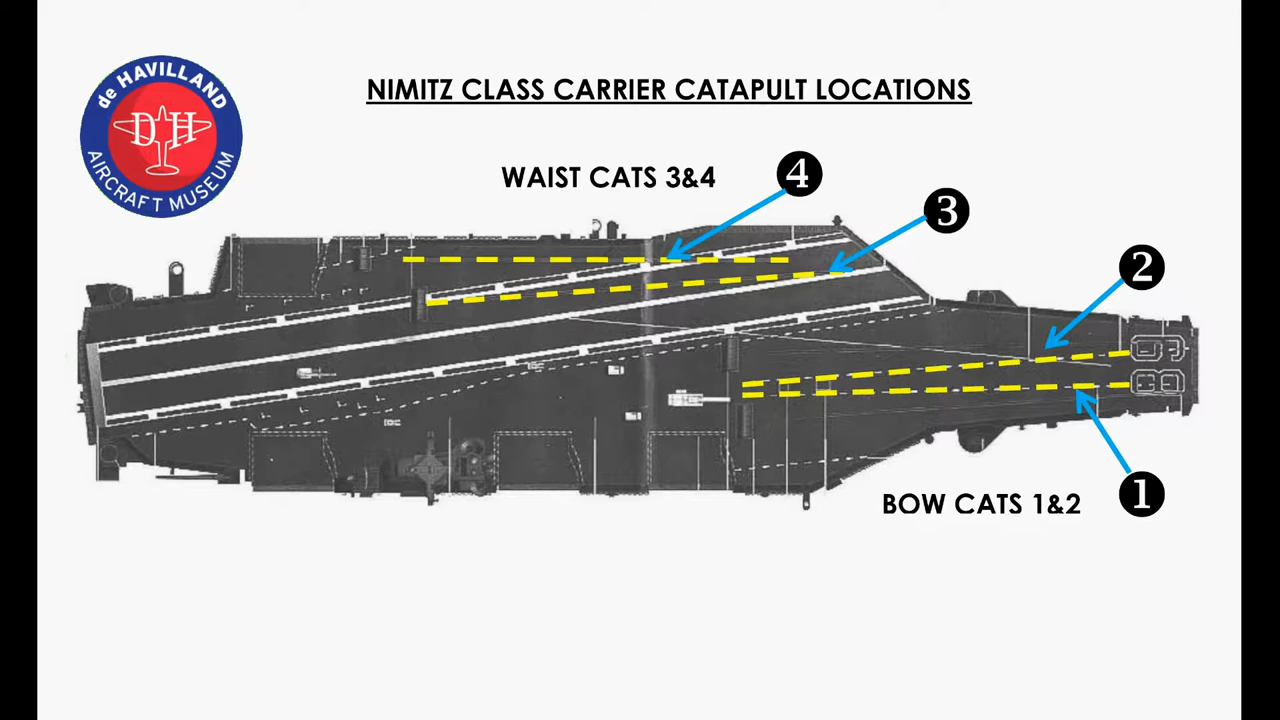 de HAVILLAND
DH
AIRCRAFT MUSEUM
NIMITZ CLASS CARRIER CATAPULT LOCATIONS
WAIST CATS 3&4
4
3
2
BOW CATS 1&2
1